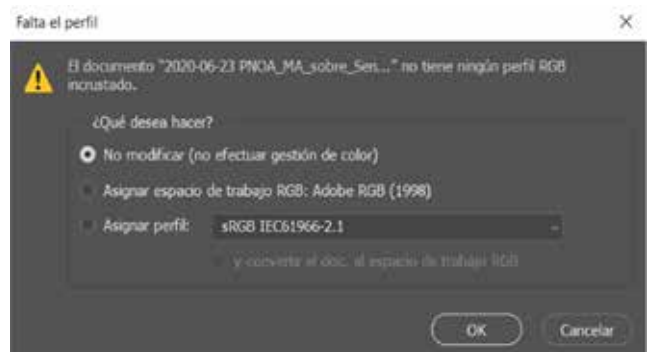 Falta el perfil
El documento "2020-06-23 PNOA_MA_sobre_Sen..." no tiene ningún perfil RGB
incrustado.
¿Qué desea hacer?
No modificar (no efectuar gestión de color)
Asignar espacio de trabajo RGB: Adobe RGB (1998)
Asignar perfil: sRGB IEC61966-2.1
y convertir el doc. al espacio de trabajo RGB
OK Cancelar